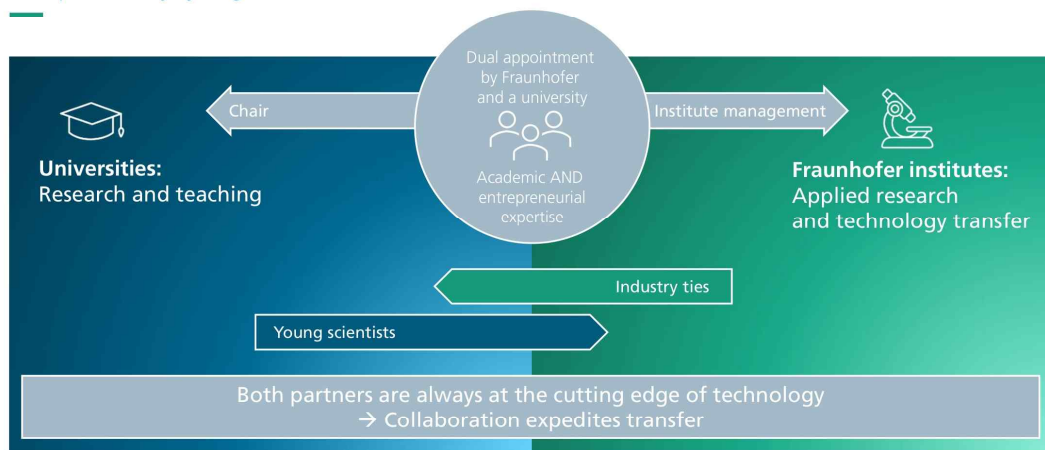 Dual appointment
by Fraunhofer
and a university
Chair
Institute management
Universities:
Research and teaching
Academic AND
entrepreneurial
expertise
Fraunhofer institutes:
Applied research
and technology transfer
Industry ties
Young scientists
Both partners are always at the cutting edge of technology
→ Collaboration expedites transfer